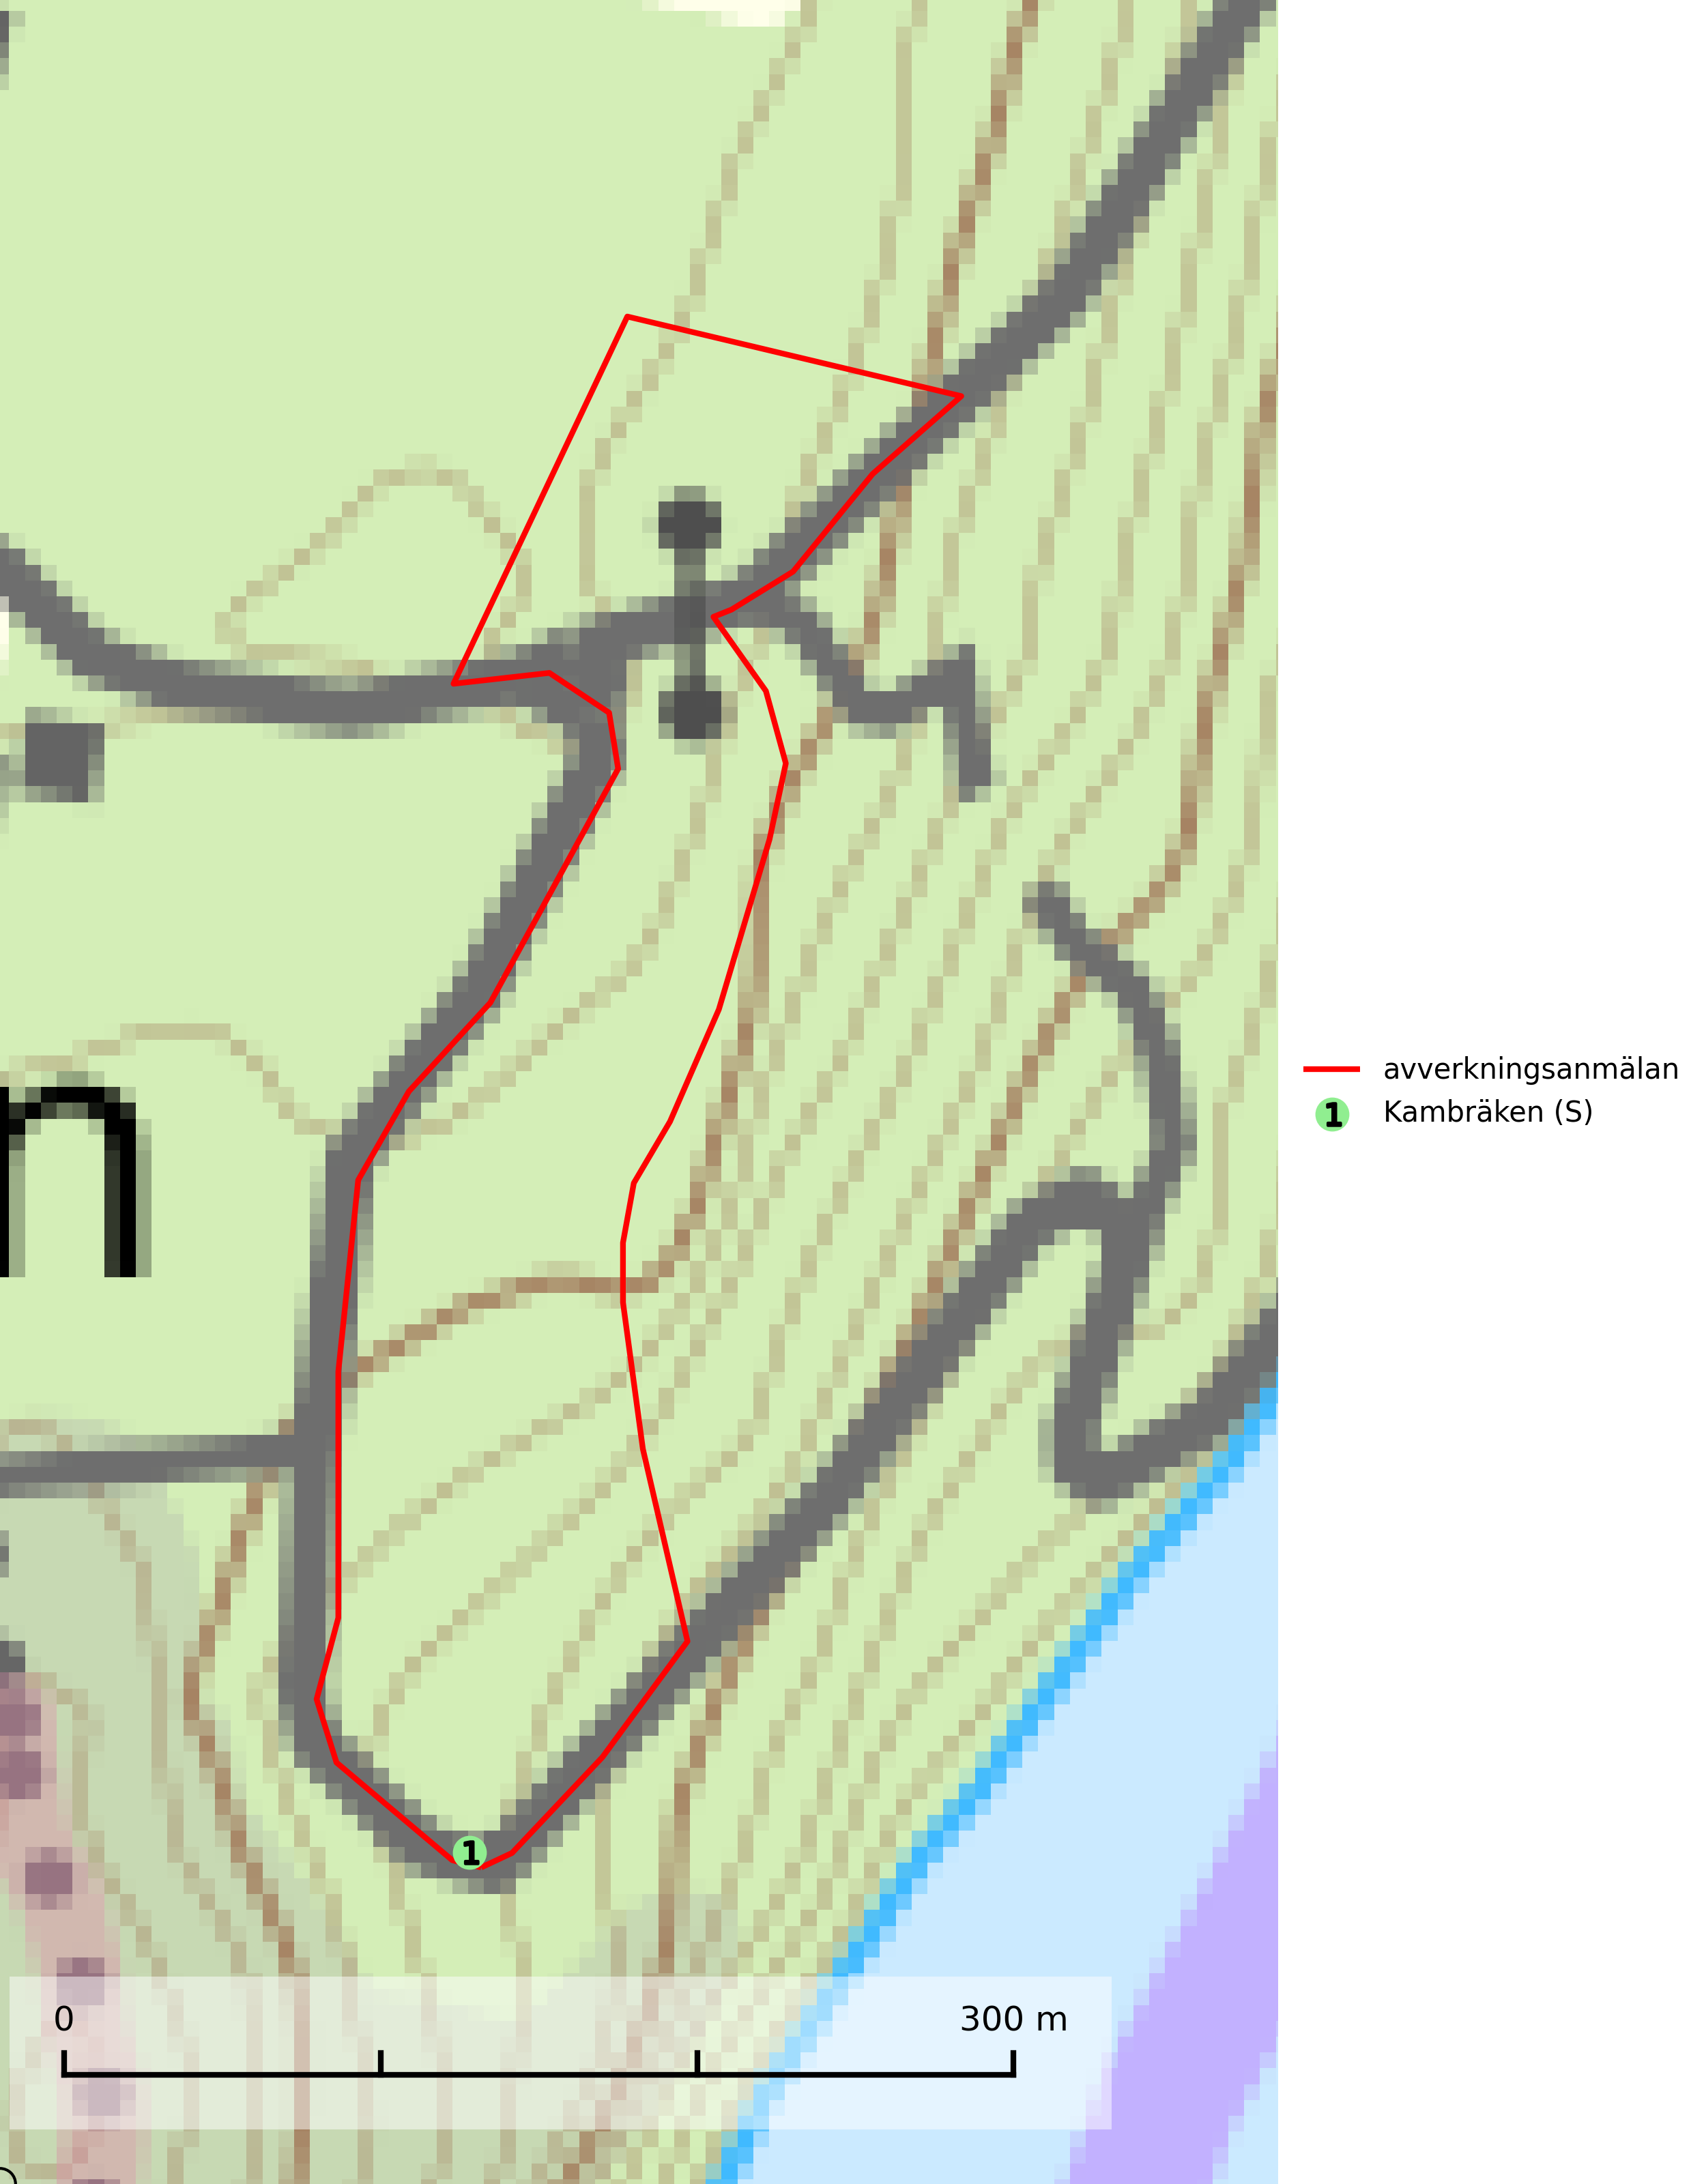 avverkningsanmälan
1 Kambräken (S)
n
1
0 300 m